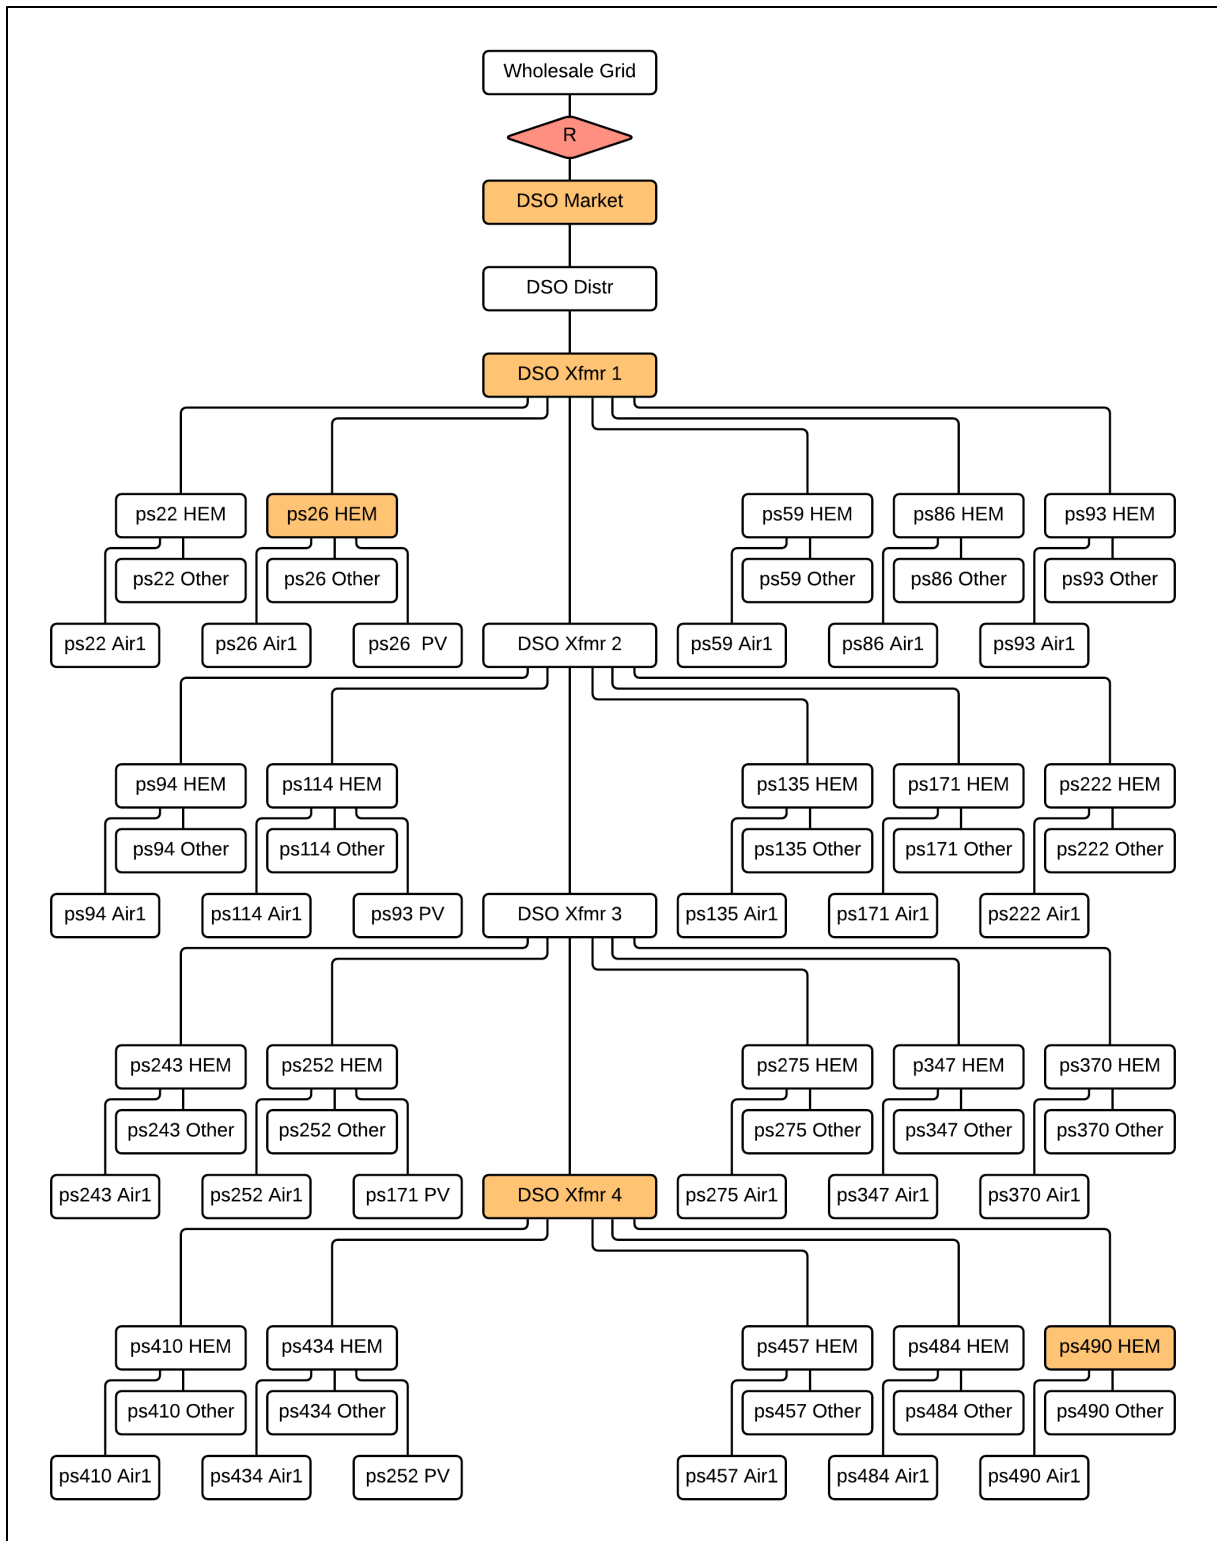 Wholesale Grid
R
DSO Market
DSO Distr
DSO Xfmr 1
ps22 HEM
ps26 HEM
ps59 HEM
ps86 HEM
ps93 HEM
ps22 Other
ps26 Other
ps59 Other
ps86 Other
ps93 Other
ps22 Air1
ps26 Air1
ps26 PV
DSO Xfmr 2
ps59 Air1
ps86 Air1
ps93 Air1
ps94 HEM
ps114 HEM
ps135 HEM
ps171 HEM
ps222 HEM
ps94 Other
ps114 Other
ps135 Other
ps171 Other
ps222 Other
ps94 Air1
ps114 Air1
ps93 PV
DSO Xfmr 3
ps135 Air1
ps171 Air1
ps222 Air1
ps243 HEM
ps252 HEM
ps275 HEM
p347 HEM
ps370 HEM
ps243 Other
ps252 Other
ps275 Other
ps347 Other
ps370 Other
ps243 Air1
ps252 Air1
ps171 PV
DSO Xfmr 4
ps275 Air1
ps347 Air1
ps370 Air1
ps410 HEM
ps434 HEM
ps457 HEM
ps484 HEM
ps490 HEM
ps410 Other
ps434 Other
ps457 Other
ps484 Other
ps490 Other
ps410 Air1
ps434 Air1
ps252 PV
ps457 Air1
ps484 Air1
ps490 Air1